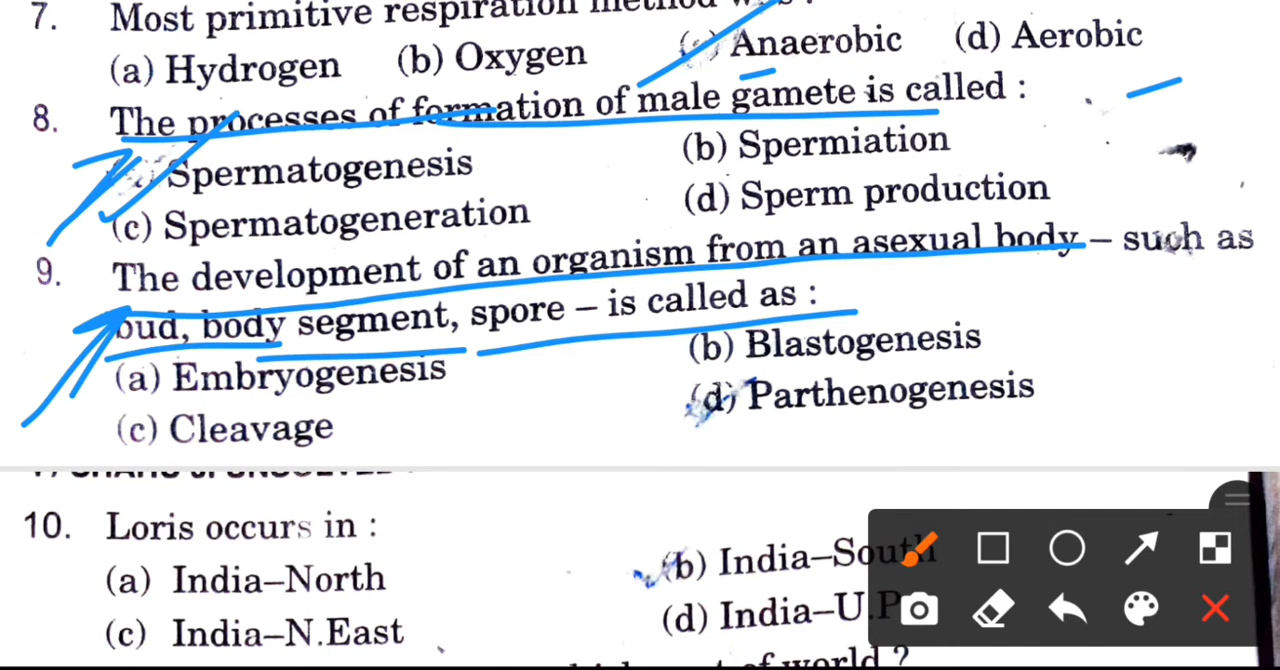 7. Most primitive respiration method
(a) Hydrogen (b) Oxygen (c) Anaerobic (d) Aerobic
8. The processes of formation of male gamete is called :
Spermatogenesis (b) Spermiation
(c) Spermatogeneration (d) Sperm production
9. The development of an organism from an asexual body – such as
bud, body segment, spore – is called as :
(a) Embryogenesis (b) Blastogenesis
(c) Cleavage (d) Parthenogenesis
10. Loris occurs in :
(a) India–North (b) India–South
(c) India–N.East (d) India–U.P
of world ?